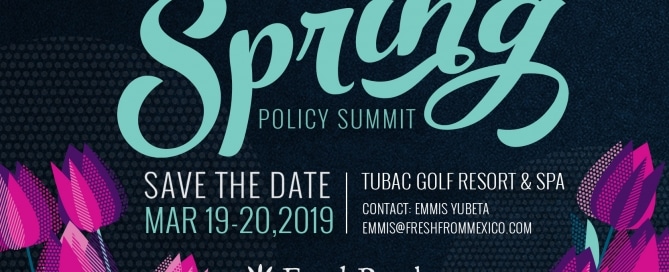 Spring
POLICY SUMMIT
SAVE THE DATE
MAR 19-20,2019
TUBAC GOLF RESORT & SPA
CONTACT: EMMIS YUBETA
EMMIS@FRESHFROMMEXICO.COM